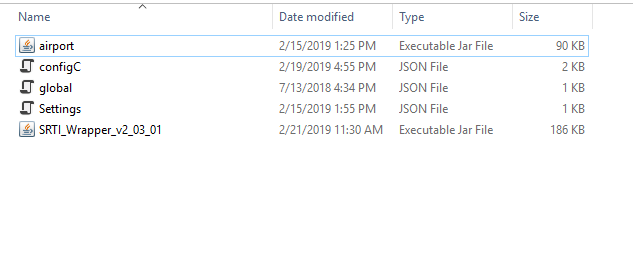 Name Date modified Type Size
airport 2/15/2019 1:25 PM Executable Jar File 90 KB
configC 2/19/2019 4:55 PM JSON File 2 KB
global 7/13/2018 4:34 PM JSON File 1 KB
Settings 2/15/2019 1:55 PM JSON File 1 KB
SRTI_Wrapper_v2_03_01 2/21/2019 11:30 AM Executable Jar File 186 KB